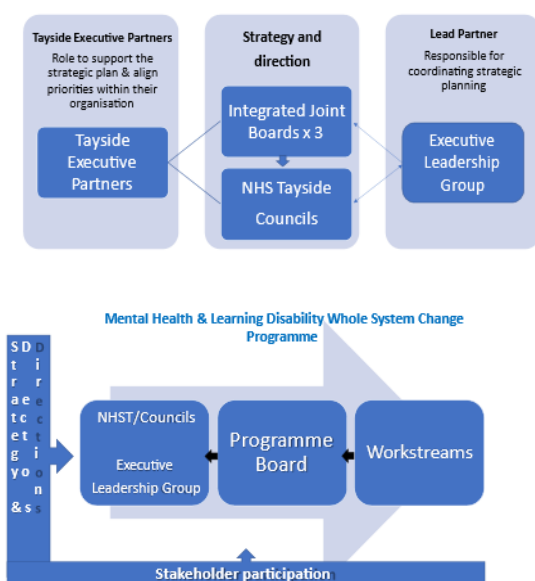 Tayside Executive Partners
Role to support the
strategic plan & align
priorities within their
organisation
Tayside
Executive
Partners
Strategy and
direction
Integrated Joint
Boards x 3
NHS Tayside
Councils
Lead Partner
Responsible for
coordinating strategic
planning
Executive
Leadership
Group
Mental Health & Learning Disability Whole System Change
Programme
Strategy &
Directions
NHST/Councils
Executive
Leadership Group
Programme
Board
Workstreams
Stakeholder participation